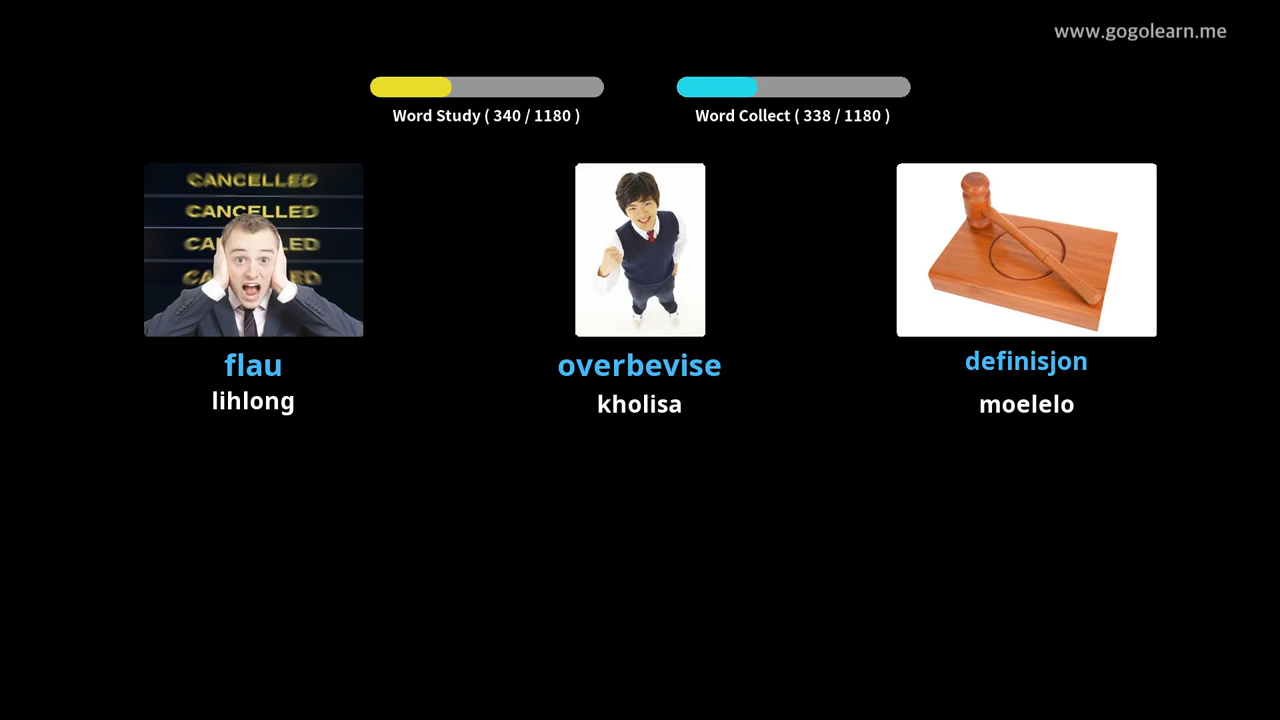 www.gogolearn.me
Word Study ( 340 / 1180 )
Word Collect ( 338 / 1180 )
CANCELLED
CANCELLED
flau
overbevise
definisjon
lihlong
kholisa
moelelo